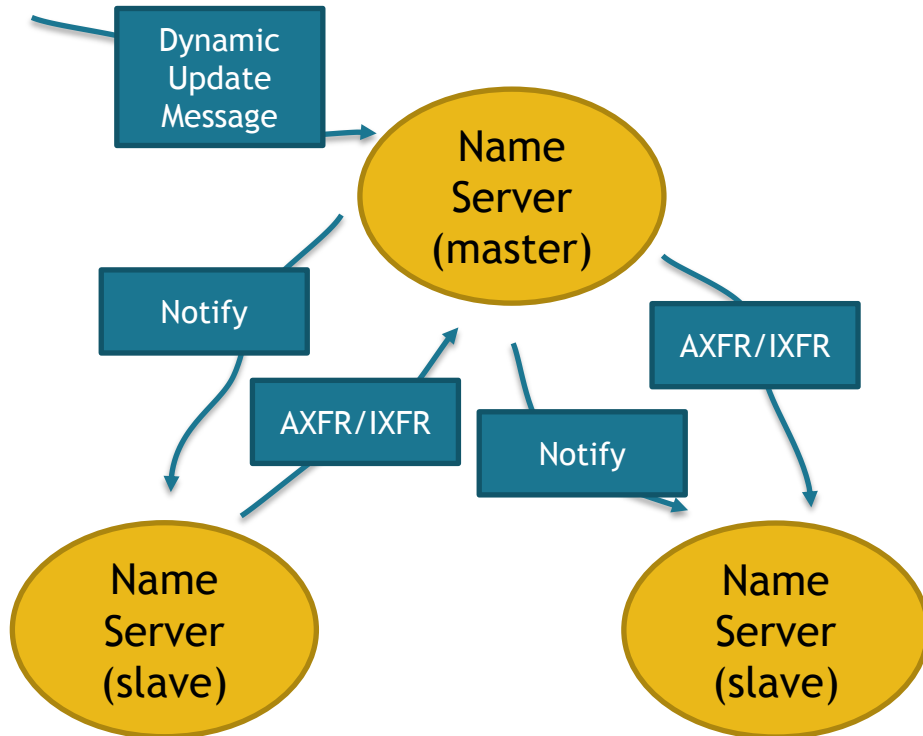 Dynamic
Update
Message
Name
Server
(master)
Notify
AXFR/IXFR
AXFR/IXFR
Notify
Name
Server
(slave)
Name
Server
(slave)